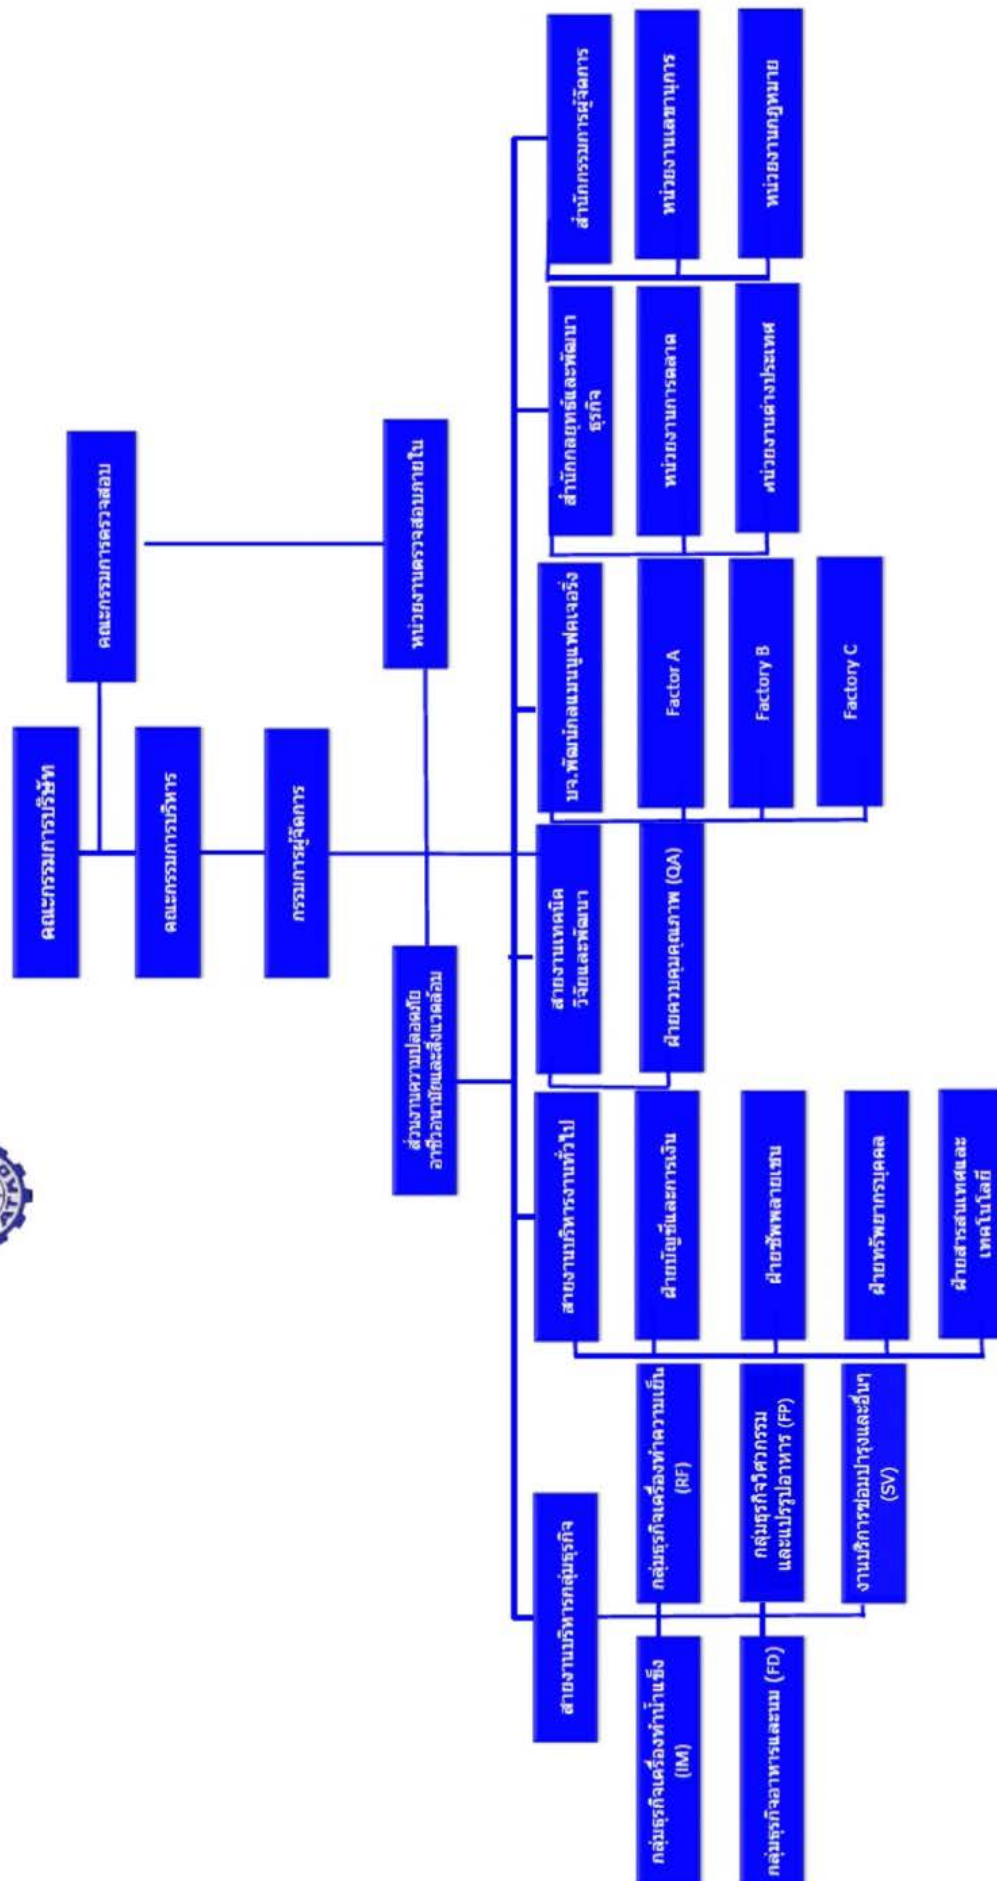 คณะกรรมการบริษัท
คณะกรรมการตรวจสอบ
คณะกรรมการบริหาร
กรรมการผู้จัดการ
ส่วนงานความปลอดภัย
อาชีวอนามัยและสิ่งแวดล้อม
หน่วยงานตรวจสอบภายใน
สายงานบริหารกลุ่มธุรกิจ
กลุ่มธุรกิจเครื่องทำน้ำแข็ง
(IM)
กลุ่มธุรกิจเครื่องทำความเย็น
(RF)
กลุ่มธุรกิจอาหารและนม (FD)
กลุ่มธุรกิจวิศวกรรม
และแปรรูปอาหาร (FP)
งานบริการซ่อมบำรุงและอื่นๆ
(SV)
สายงานบริหารงานทั่วไป
ฝ่ายบัญชีและการเงิน
ฝ่ายซัพพลายเชน
ฝ่ายทรัพยากรบุคคล
ฝ่ายสารสนเทศและ
เทคโนโลยี
สายงานเทคนิค
วิจัยและพัฒนา
ฝ่ายควบคุมคุณภาพ (QA)
บจ.พัฒน์กลแมนนูแฟคเจอริ่ง
Factor A
Factory B
Factory C
สำนักกลยุทธ์และพัฒนา
ธุรกิจ
หน่วยงานการตลาด
หน่วยงานต่างประเทศ
สำนักกรรมการผู้จัดการ
หน่วยงานเลขานุการ
หน่วยงานกฎหมาย